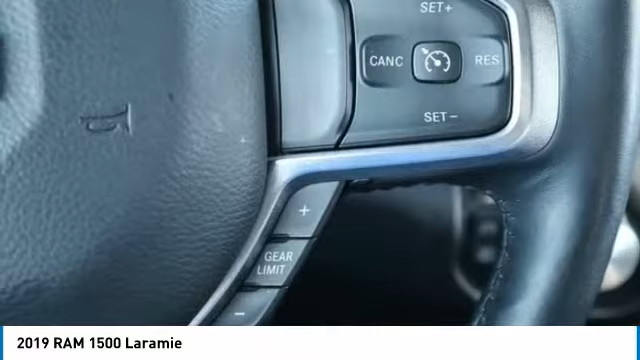 SET+
CANC
RES
SET-
+
GEAR
LIMIT
-
2019 RAM 1500 Laramie